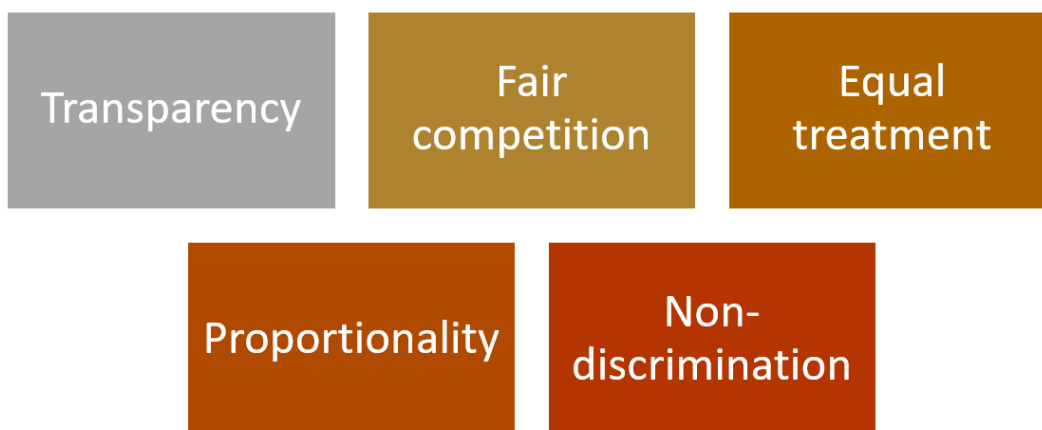 Transparency
Fair
competition
Equal
treatment
Proportionality
Non-
discrimination